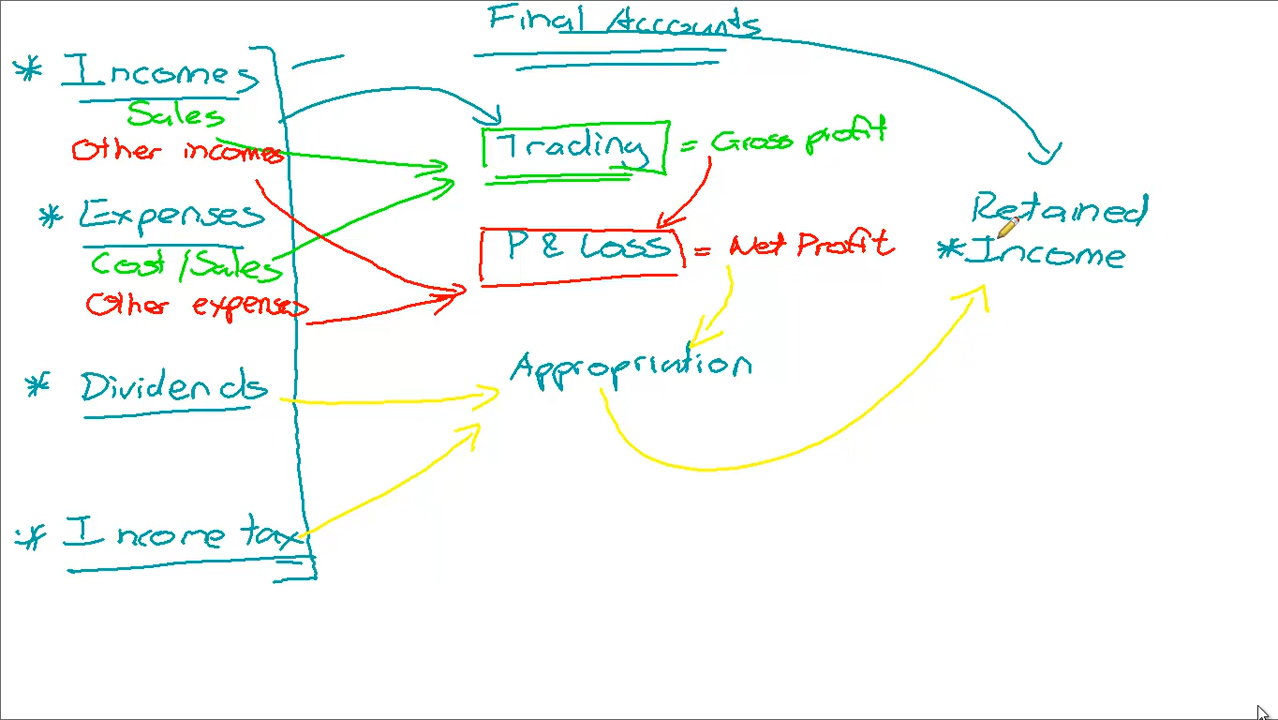 Final Accounts
* Incomes
Sales
Other incomes
* Expenses
Cost/Sales
Other expenses
* Dividends
* Income tax
Trading = Gross profit
P & Loss = Net Profit
Appropriation
Retained
* Income